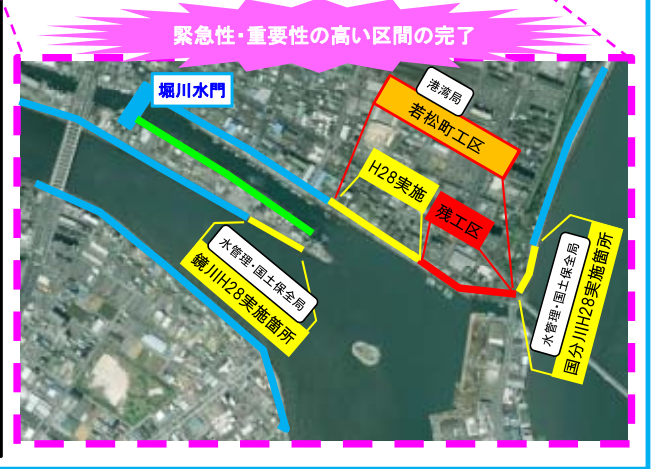 緊急性・重要性の高い区間の完了
堀川水門
港湾局
若松町工区
H28実施
残工区
水管理・国土保全局
鏡川H28実施箇所
水管理・国土保全局
国分川H28実施箇所